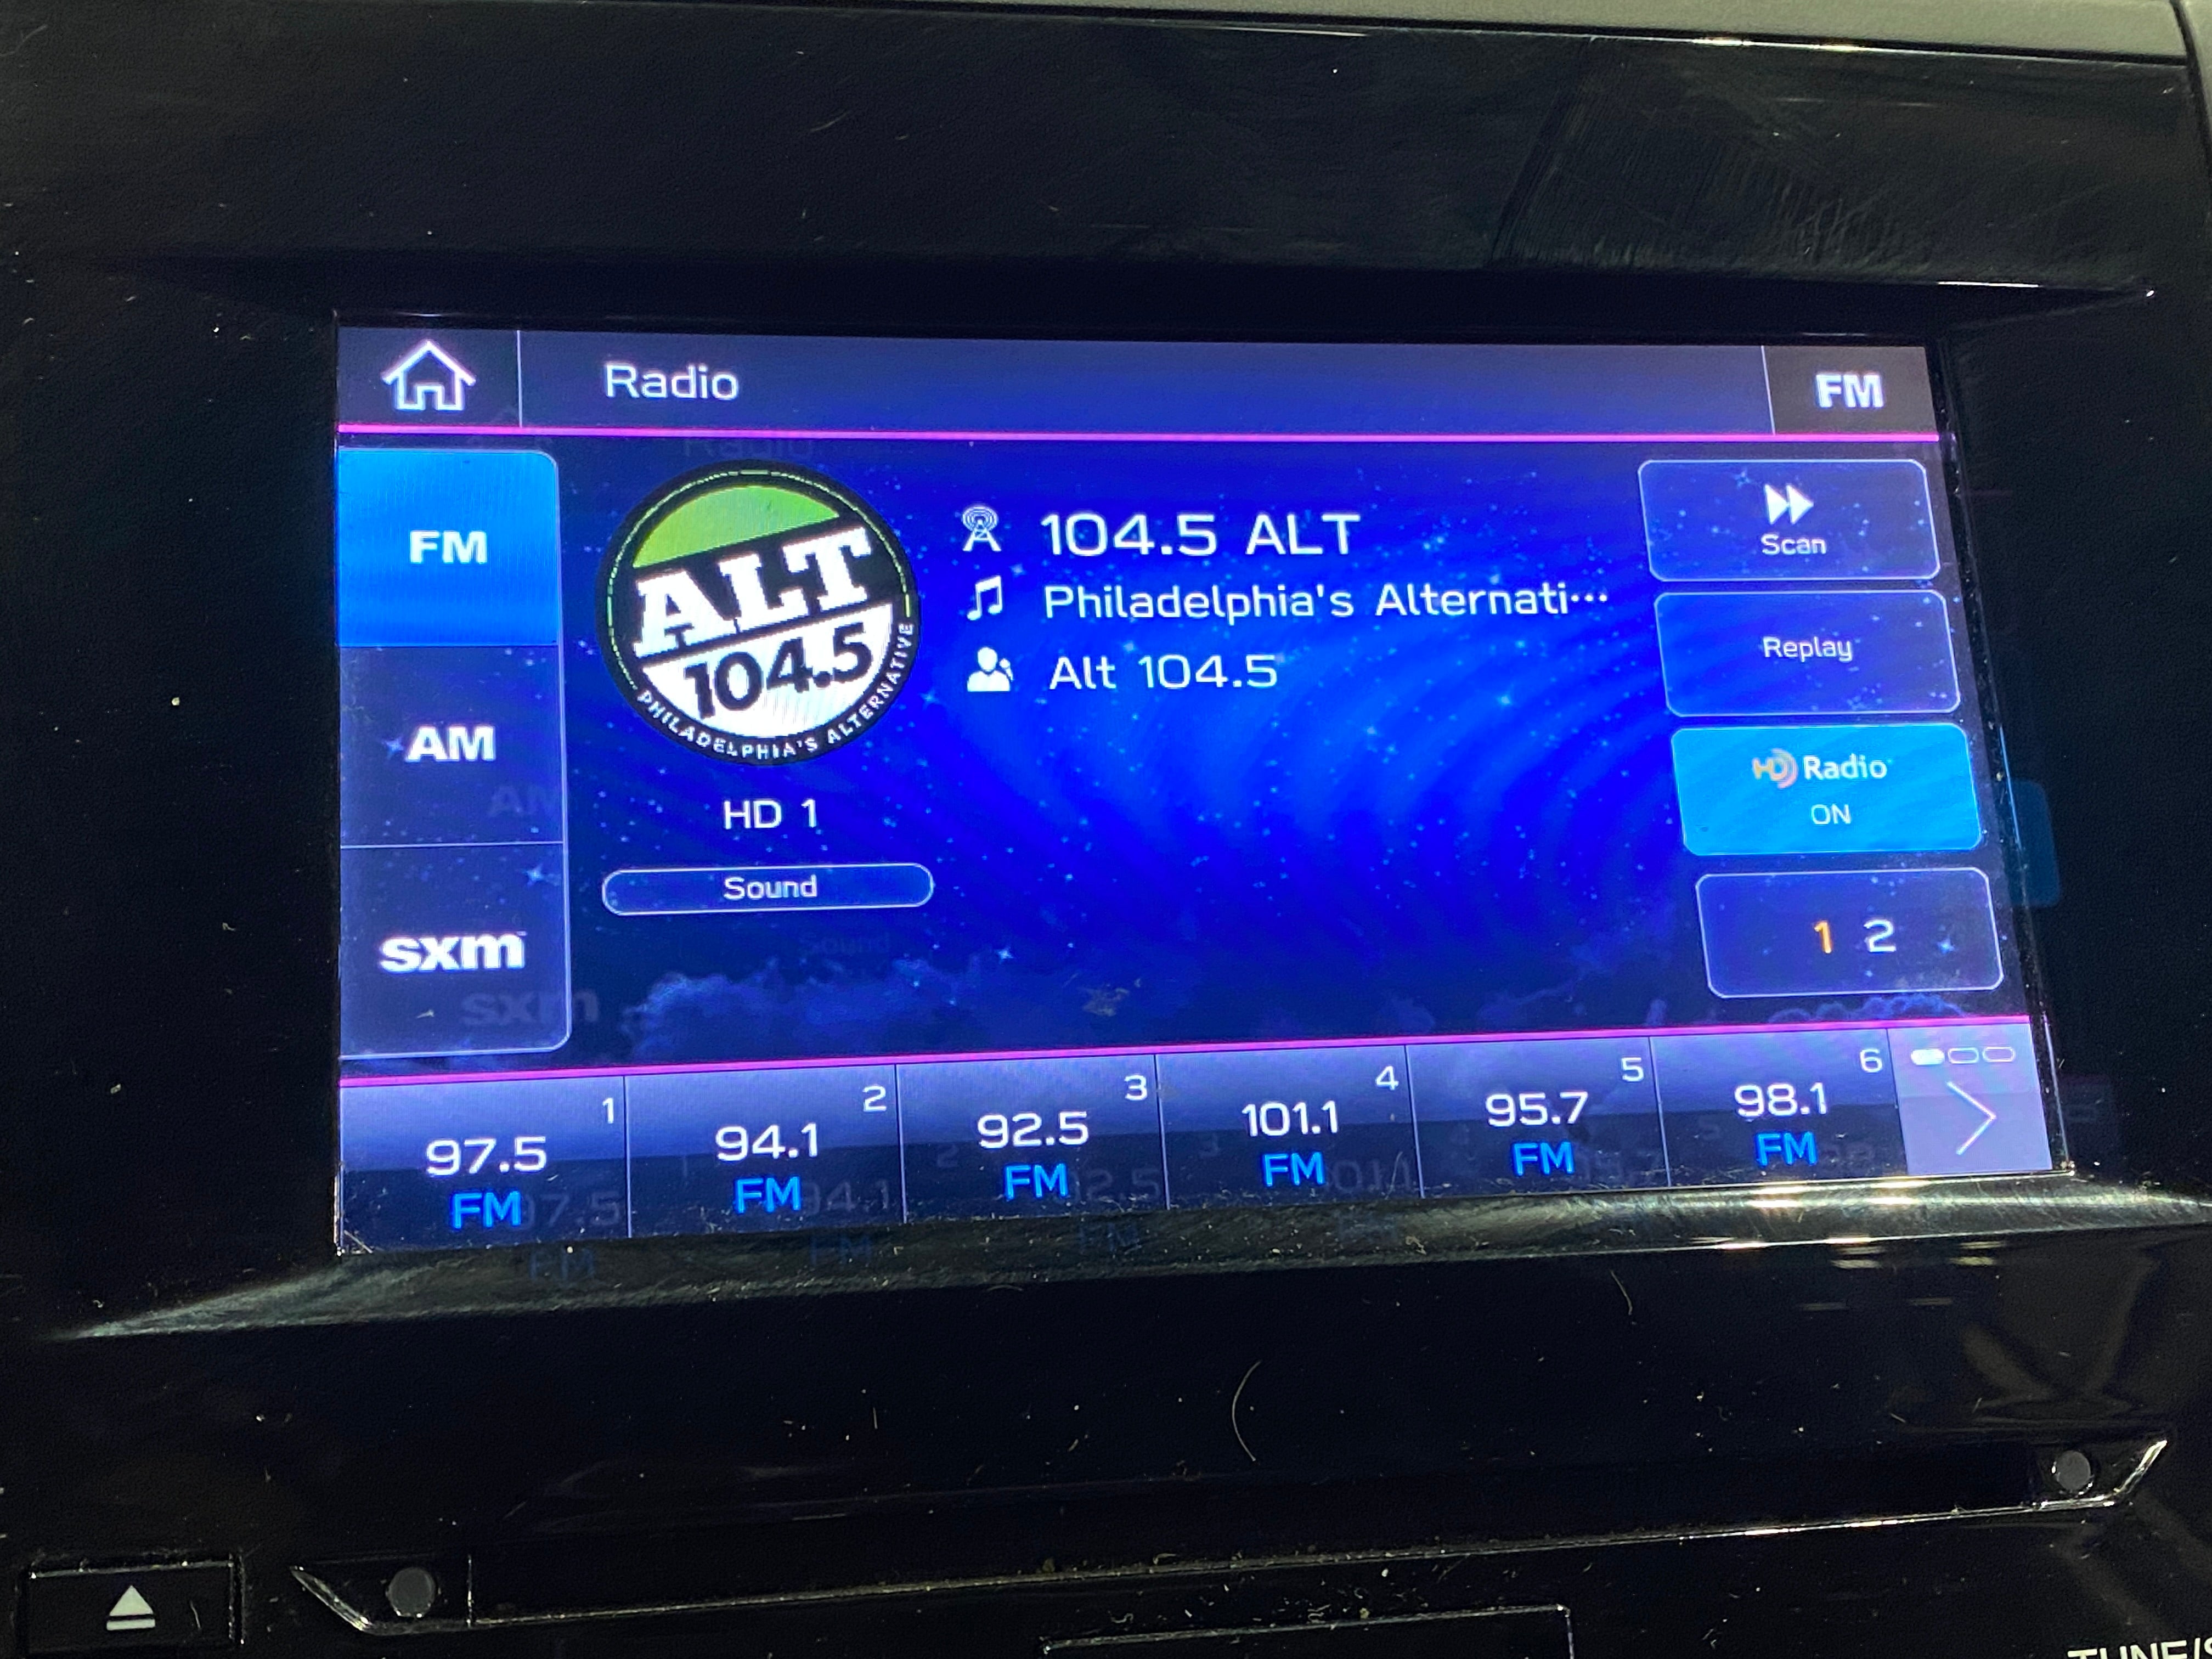 Radio
FM
FM
AM
sxm
ALT
104.5
PHILADELPHIA'S ALTERNATIVE
HD 1
Sound
104.5 ALT
Philadelphia's Alternati...
Alt 104.5
Scan
Replay
HD Radio
ON
1 2
1
97.5
FM
2
94.1
FM
3
92.5
FM
4
101.1
FM
5
95.7
FM
6
98.1
FM